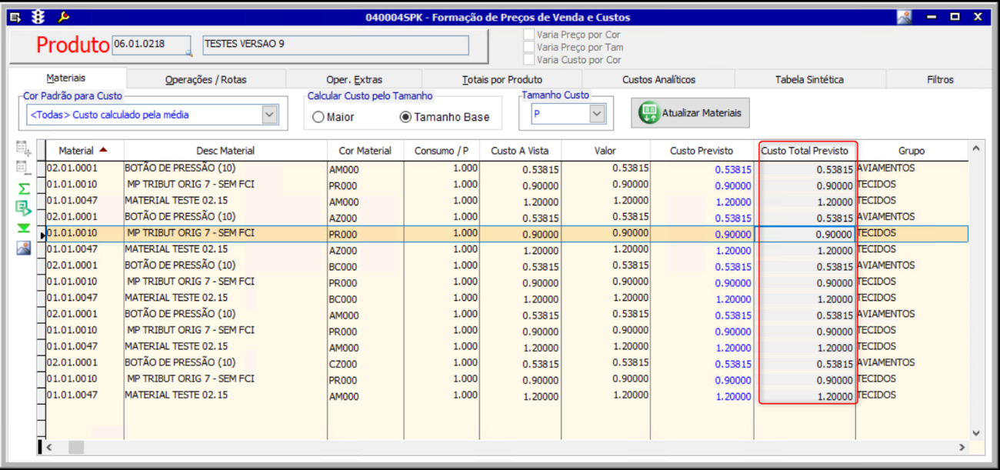 040004SPK - Formação de Preços de Venda e Custos
Produto 06.01.0218 TESTES VERSAO 9
Varia Preço por Cor
Varia Preço por Tam
Varia Custo por Cor
Materiais Operações / Rotas Oper. Extras Totais por Produto Custos Analíticos Tabela Sintética Filtros
Cor Padrão para Custo Calcular Custo pelo Tamanho Tamanho Custo
<Todas> Custo calculado pela média Maior Tamanho Base P Atualizar Materiais
Material Desc Material Cor Material Consumo / P Custo A Vista Valor Custo Previsto Custo Total Previsto Grupo
02.01.0001 BOTÃO DE PRESSÃO (10) AM000 1.000 0.53815 0.53815 0.53815 0.53815 AVIAMENTOS
01.01.0010 MP TRIBUT ORIG 7 - SEM FCI PR000 1.000 0.90000 0.90000 0.90000 0.90000 TECIDOS
01.01.0047 MATERIAL TESTE 02.15 AM000 1.000 1.20000 1.20000 1.20000 1.20000 TECIDOS
02.01.0001 BOTÃO DE PRESSÃO (10) AZ000 1.000 0.53815 0.53815 0.53815 0.53815 AVIAMENTOS
01.01.0010 MP TRIBUT ORIG 7 - SEM FCI PR000 1.000 0.90000 0.90000 0.90000 0.90000 TECIDOS
01.01.0047 MATERIAL TESTE 02.15 AZ000 1.000 1.20000 1.20000 1.20000 1.20000 TECIDOS
02.01.0001 BOTÃO DE PRESSÃO (10) BC000 1.000 0.53815 0.53815 0.53815 0.53815 AVIAMENTOS
01.01.0010 MP TRIBUT ORIG 7 - SEM FCI PR000 1.000 0.90000 0.90000 0.90000 0.90000 TECIDOS
01.01.0047 MATERIAL TESTE 02.15 BC000 1.000 1.20000 1.20000 1.20000 1.20000 TECIDOS
02.01.0001 BOTÃO DE PRESSÃO (10) AM000 1.000 0.53815 0.53815 0.53815 0.53815 AVIAMENTOS
01.01.0010 MP TRIBUT ORIG 7 - SEM FCI PR000 1.000 0.90000 0.90000 0.90000 0.90000 TECIDOS
01.01.0047 MATERIAL TESTE 02.15 AM000 1.000 1.20000 1.20000 1.20000 1.20000 TECIDOS
02.01.0001 BOTÃO DE PRESSÃO (10) CZ000 1.000 0.53815 0.53815 0.53815 0.53815 AVIAMENTOS
01.01.0010 MP TRIBUT ORIG 7 - SEM FCI PR000 1.000 0.90000 0.90000 0.90000 0.90000 TECIDOS
01.01.0047 MATERIAL TESTE 02.15 AM000 1.000 1.20000 1.20000 1.20000 1.20000 TECIDOS